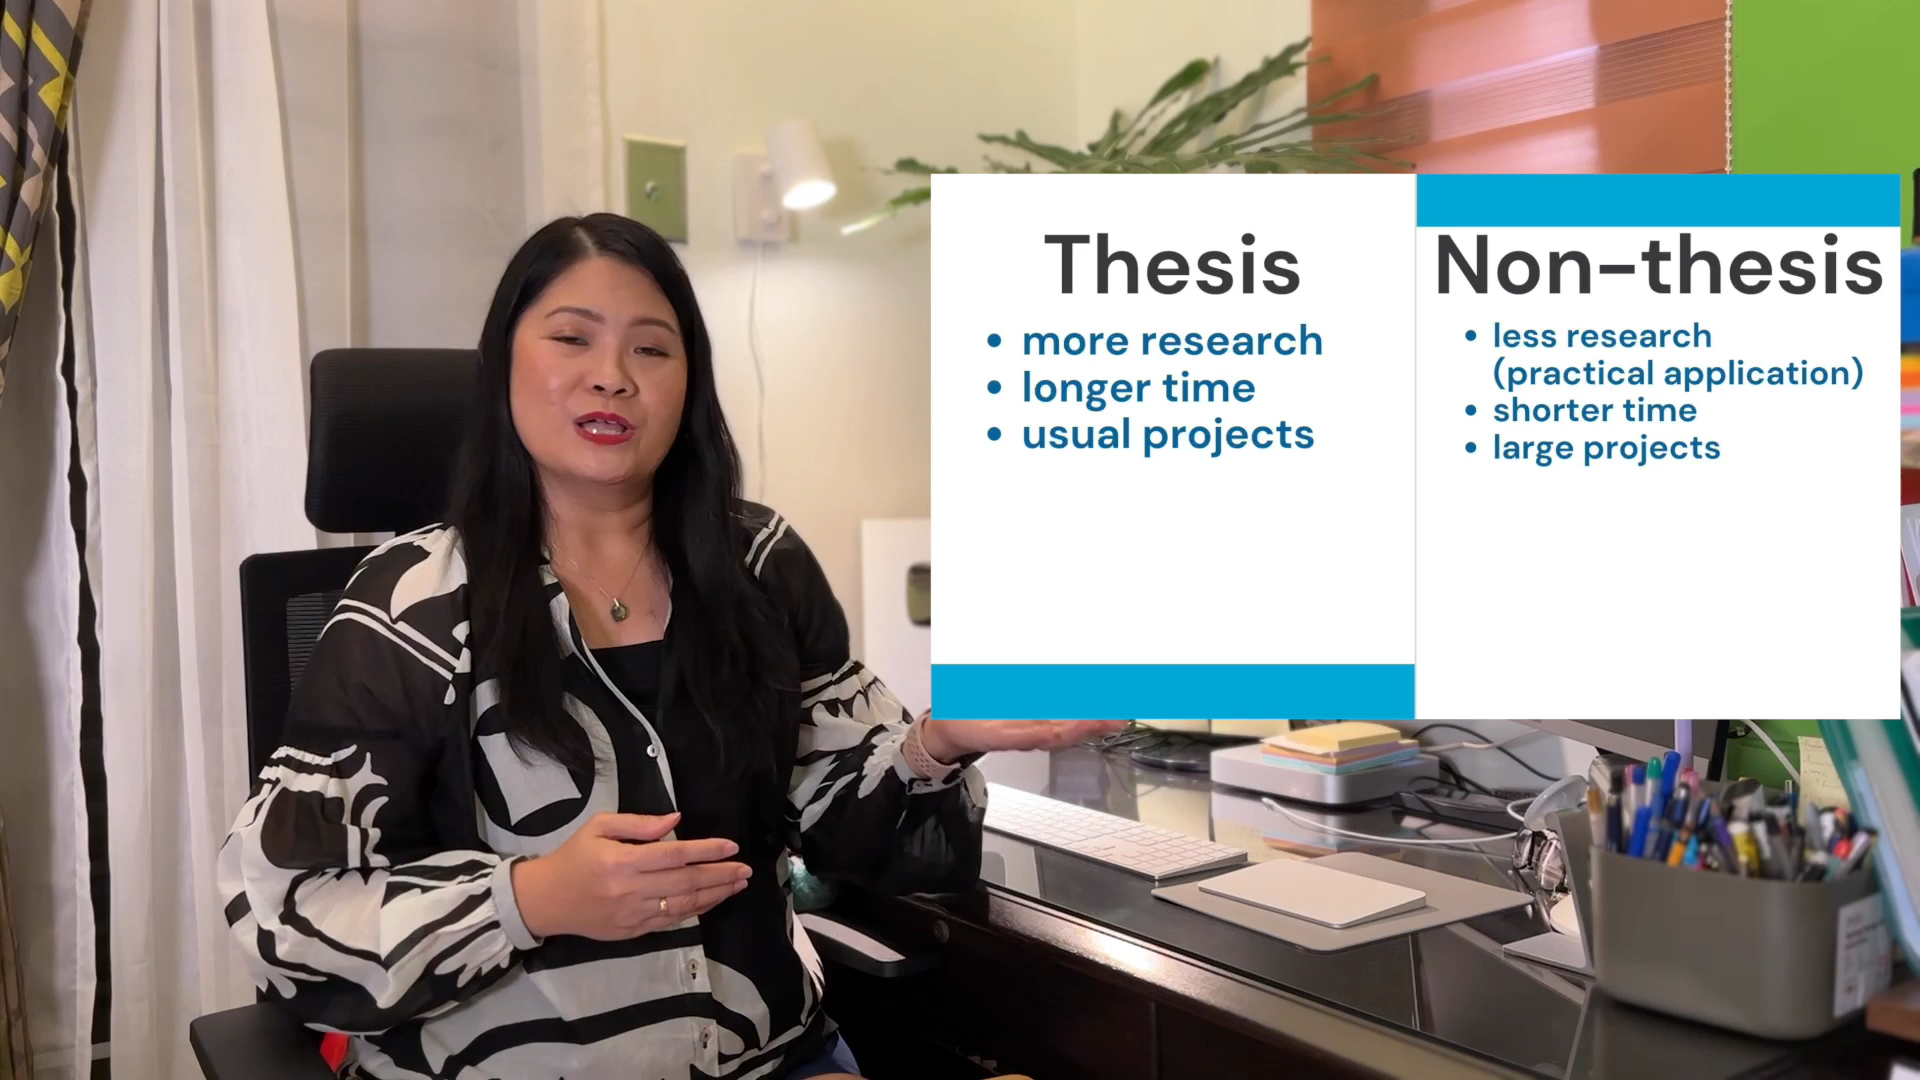 Thesis
• more research
• longer time
• usual projects
Non-thesis
• less research
(practical application)
• shorter time
• large projects